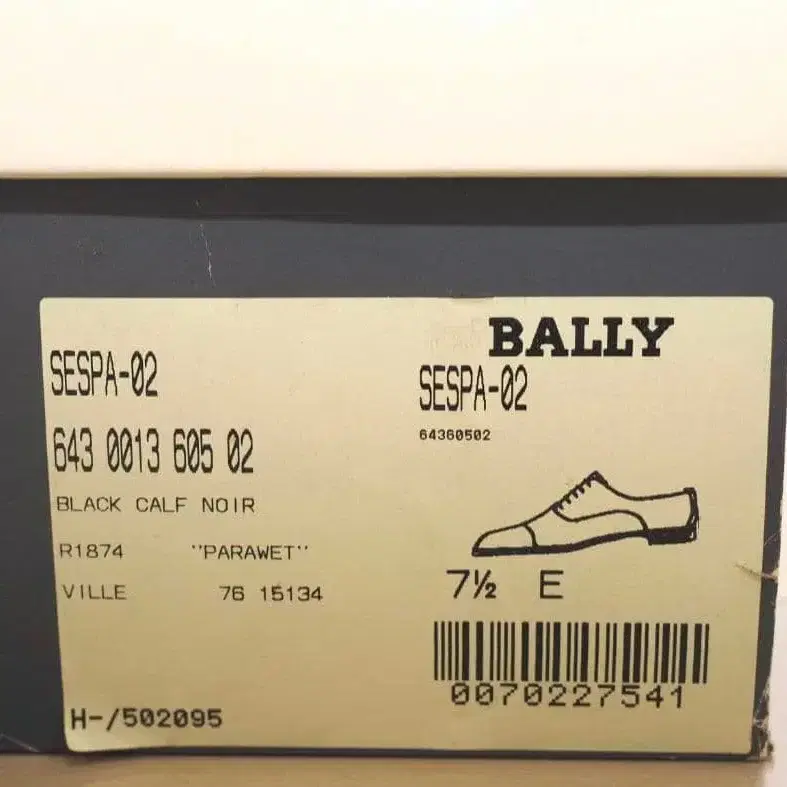 SESPA-02
643 0013 605 02
BLACK CALF NOIR
R1874 "PARAWET"
VILLE 76 15134
H-/502095
BALLY
SESPA-02
64360502
7½ E
0070227541